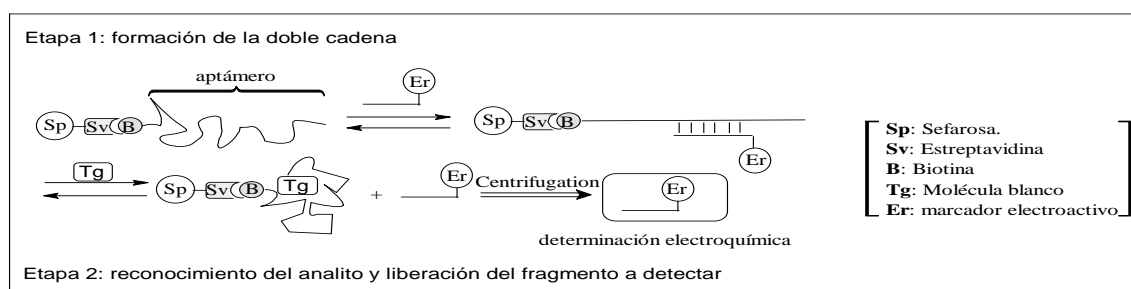 Etapa 1: formación de la doble cadena
aptámero
Er
Sp Sv B
Sp Sv B
Er
Tg
Sp Sv B Tg + Er Centrifugation Er
determinación electroquímica
Sp: Sefarosa.
Sv: Estreptavidina
B: Biotina
Tg: Molécula blanco
Er: marcador electroactivo
Etapa 2: reconocimiento del analito y liberación del fragmento a detectar